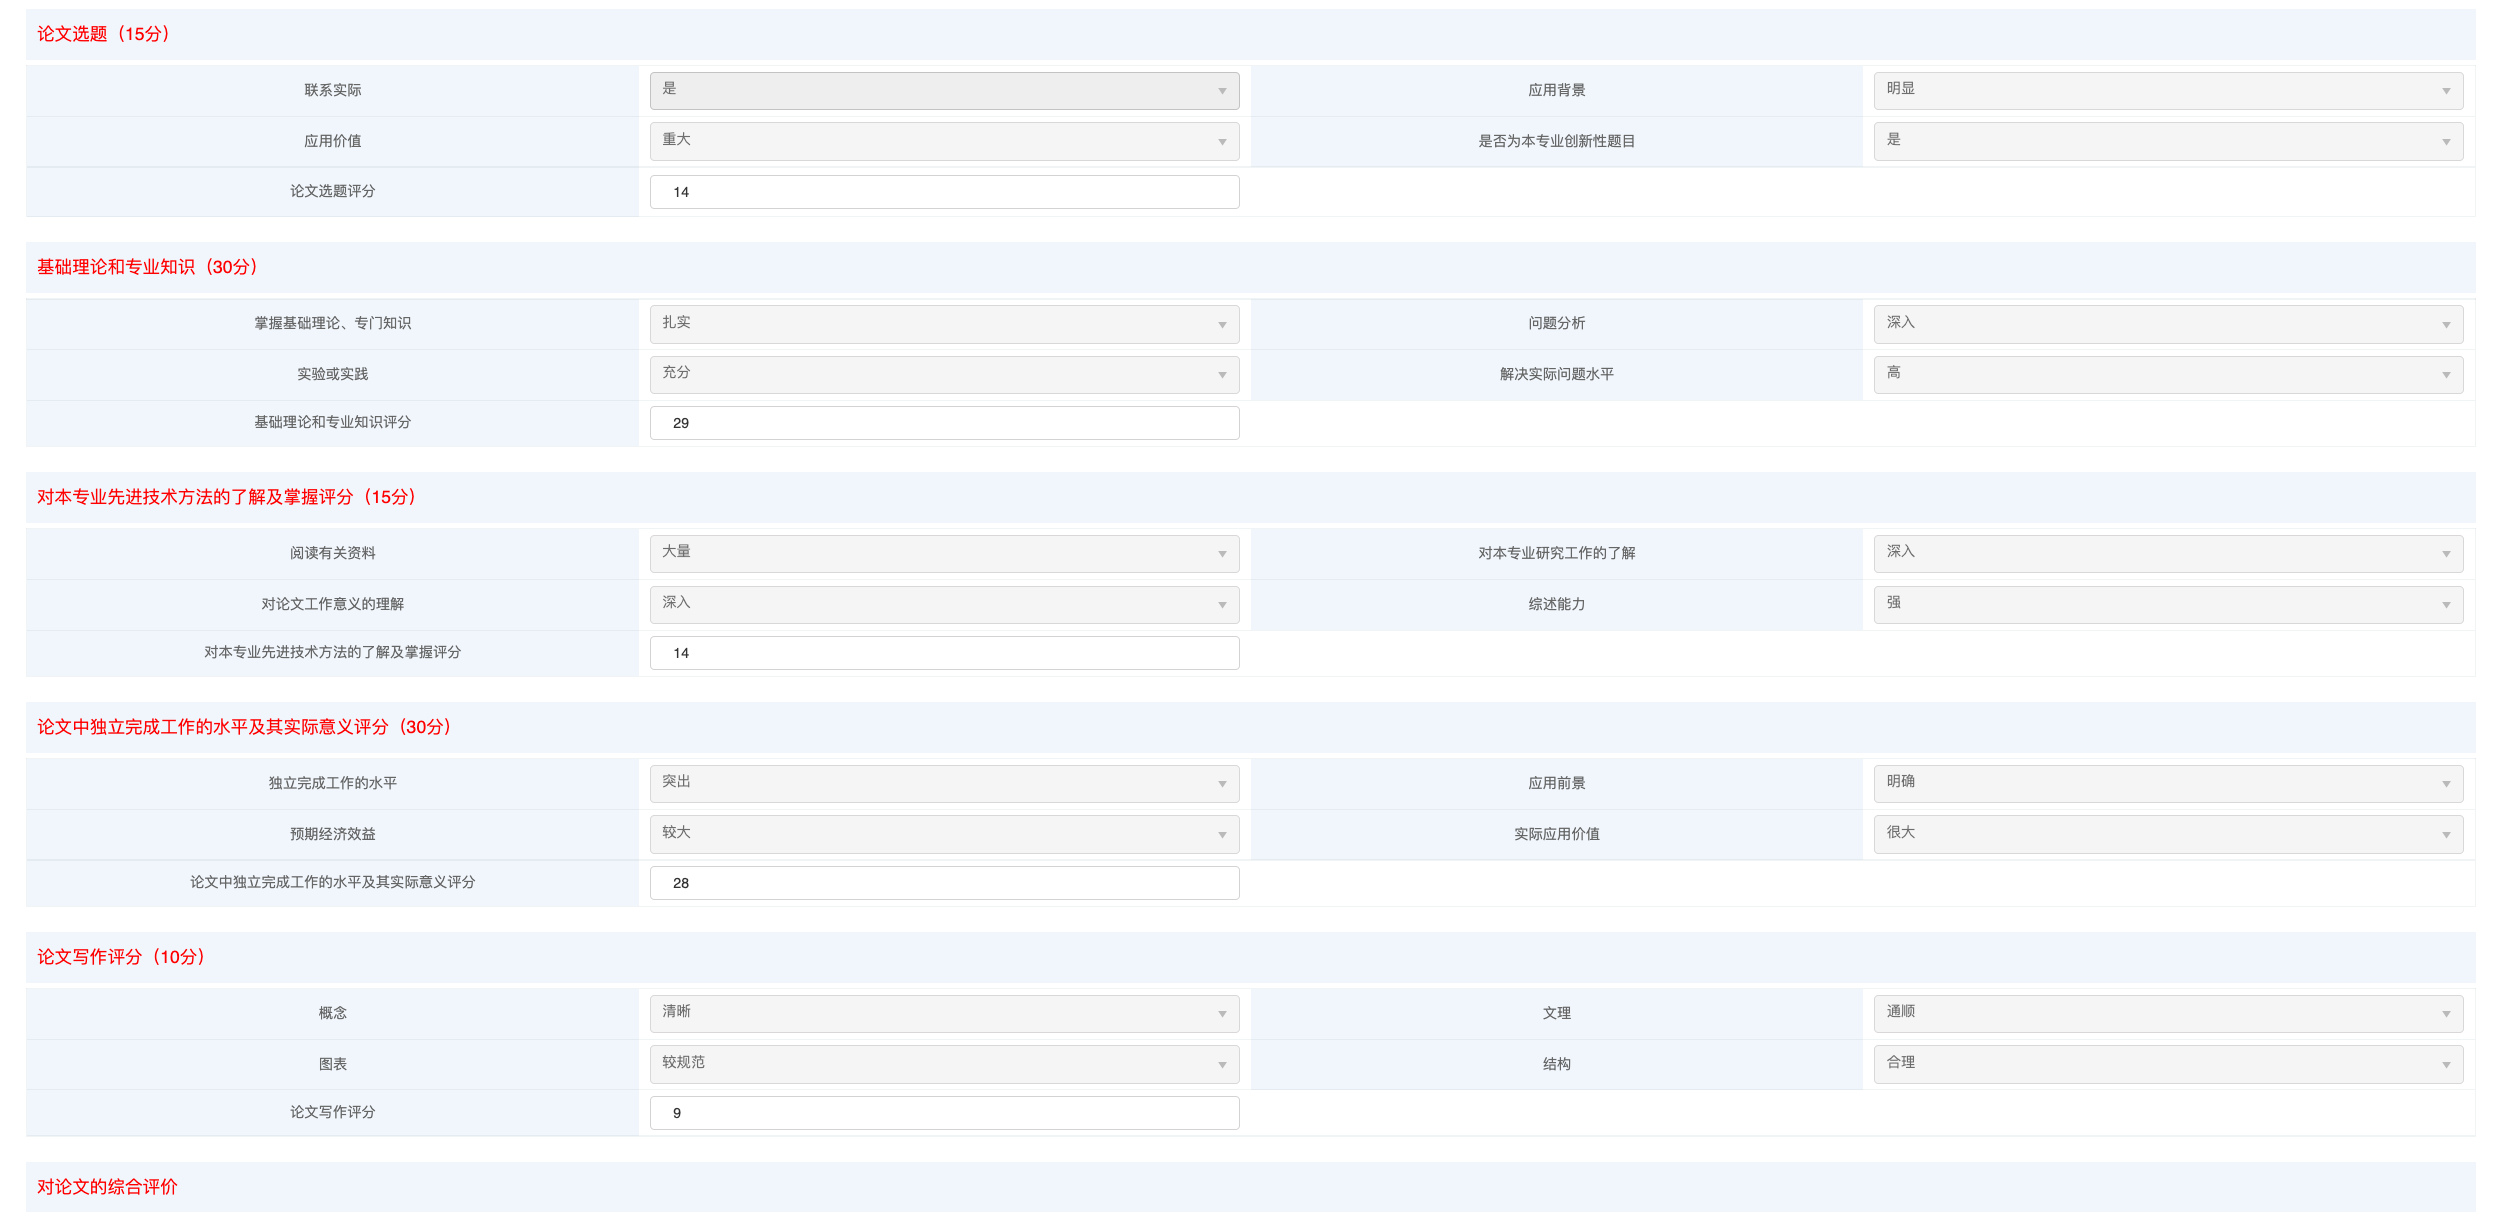 论文选题（15分）
联系实际 是 应用背景 明显
应用价值 重大 是否为本专业创新性题目 是
论文选题评分 14
基础理论和专业知识（30分）
掌握基础理论、专门知识 扎实 问题分析 深入
实验或实践 充分 解决实际问题水平 高
基础理论和专业知识评分 29
对本专业先进技术方法的了解及掌握评分（15分）
阅读有关资料 大量 对本专业研究工作的了解 深入
对论文工作意义的理解 深入 综述能力 强
对本专业先进技术方法的了解及掌握评分 14
论文中独立完成工作的水平及其实际意义评分（30分）
独立完成工作的水平 突出 应用前景 明确
预期经济效益 较大 实际应用价值 很大
论文中独立完成工作的水平及其实际意义评分 28
论文写作评分（10分）
概念 清晰 文理 通顺
图表 较规范 结构 合理
论文写作评分 9
对论文的综合评价